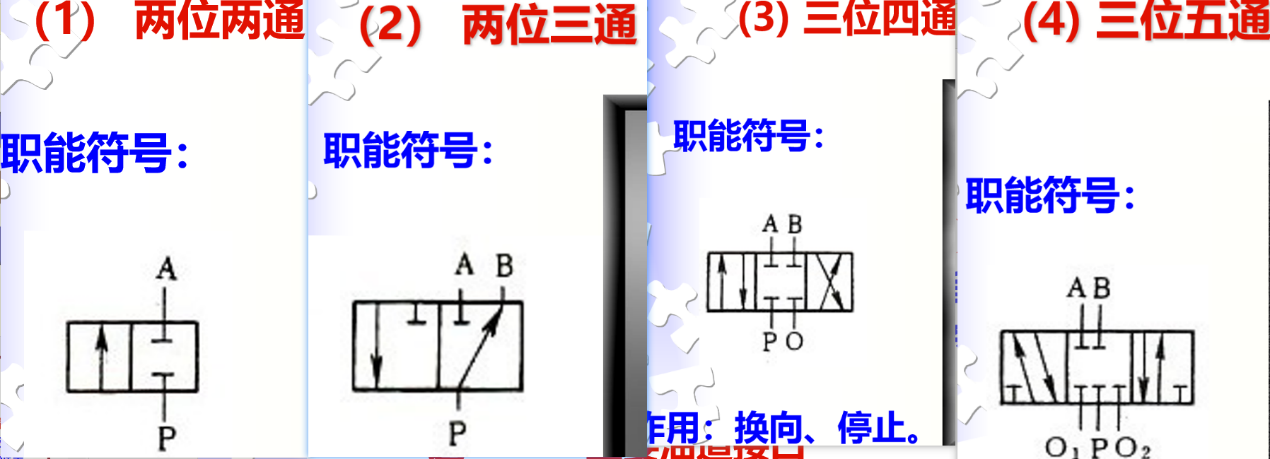 (1) 两位两通
职能符号：
A
P
(2) 两位三通
职能符号：
A B
P
(3) 三位四通
职能符号：
A B
P O
作用：换向、停止。
(4) 三位五通
职能符号：
A B
O₁ P O₂